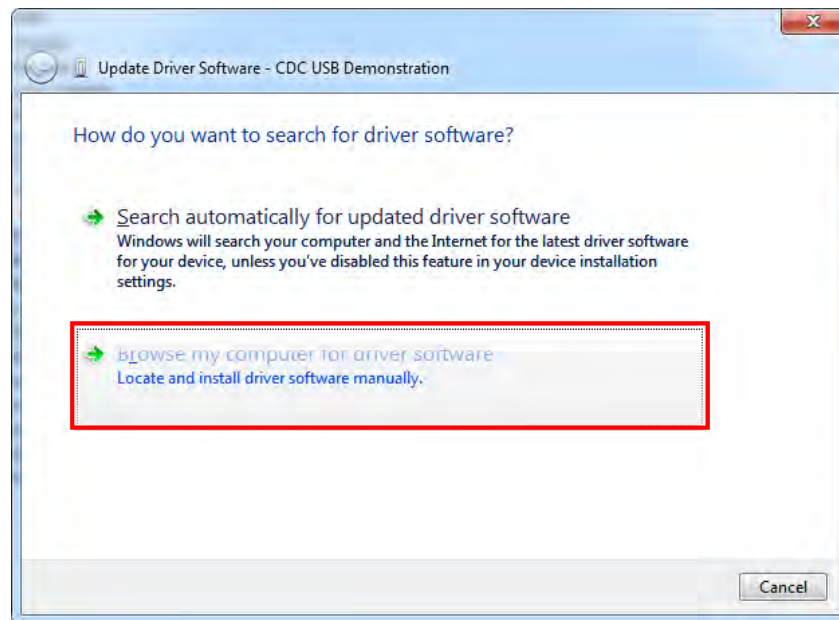 Update Driver Software - CDC USB Demonstration
How do you want to search for driver software?
Search automatically for updated driver software
Windows will search your computer and the Internet for the latest driver software
for your device, unless you've disabled this feature in your device installation
settings.
Browse my computer for driver software
Locate and install driver software manually.
Cancel